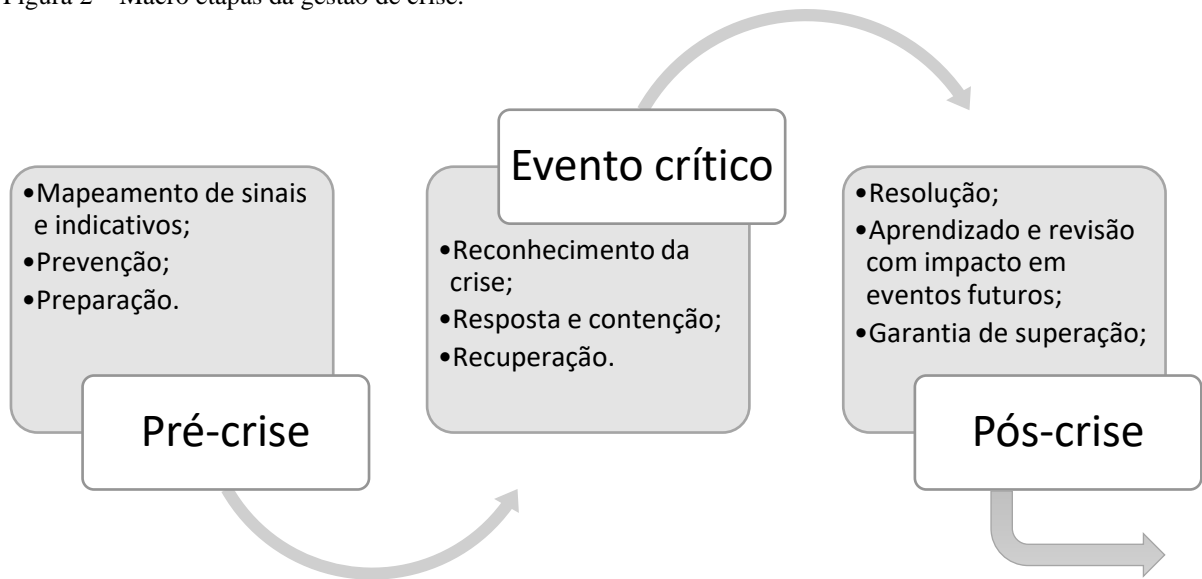 Figura 2 – Macro etapas da gestão de crise.
•Mapeamento de sinais
e indicativos;
•Prevenção;
•Preparação.
Pré-crise
Evento crítico
•Reconhecimento da
crise;
•Resposta e contenção;
•Recuperação.
•Resolução;
•Aprendizado e revisão
com impacto em
eventos futuros;
•Garantia de superação;
Pós-crise